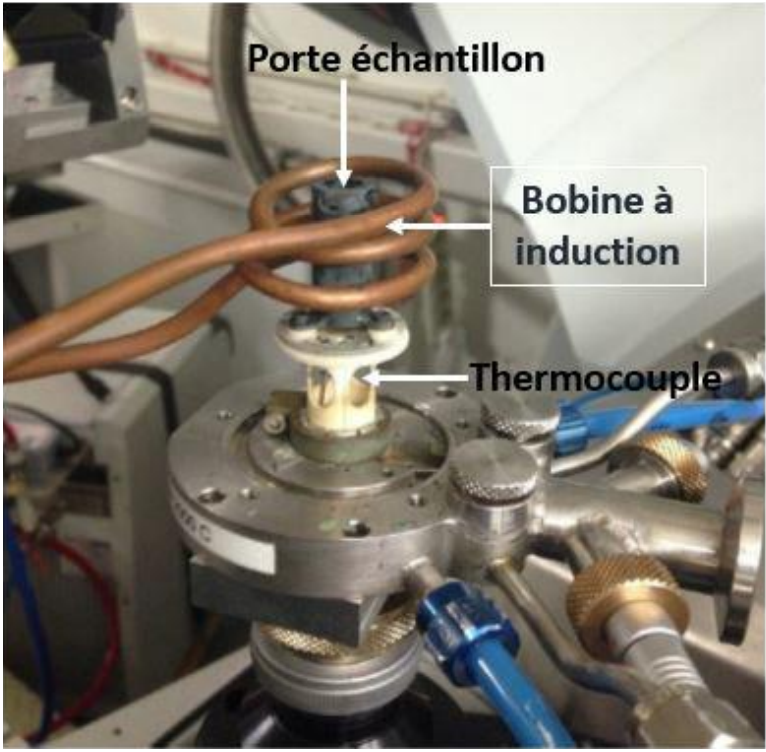 Porte échantillon
Bobine à
induction
Thermocouple